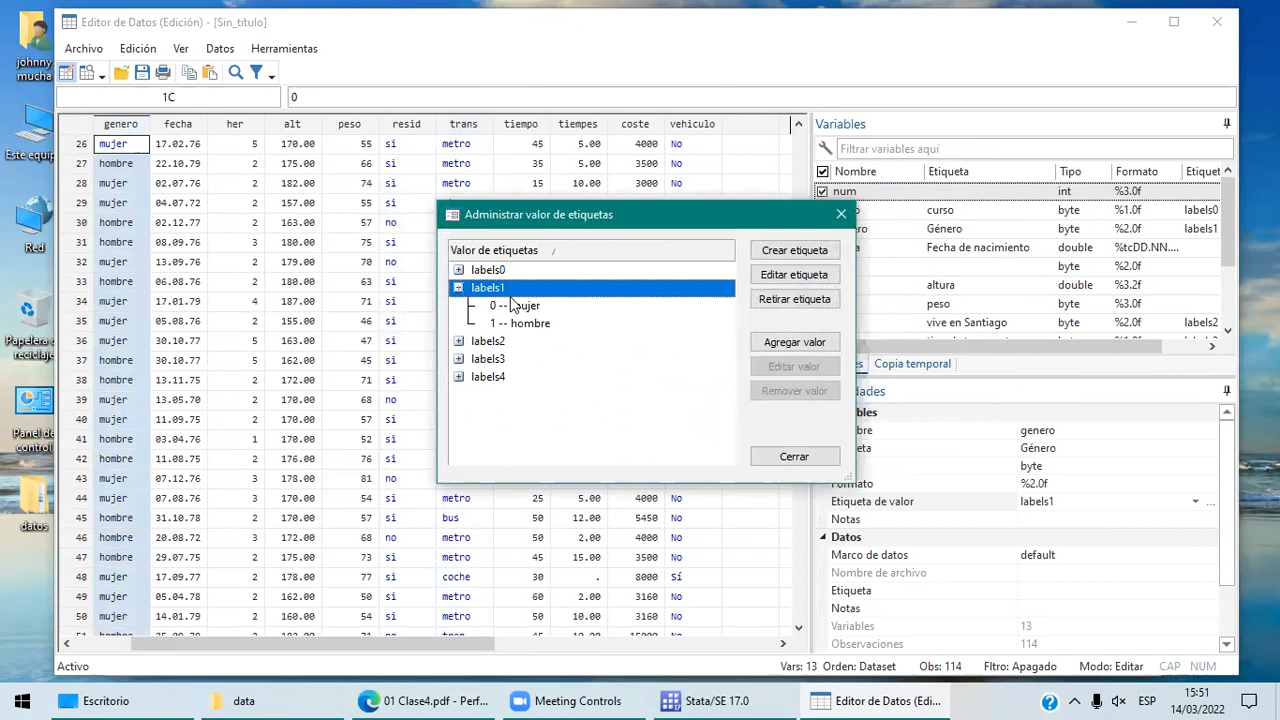 Editor de Datos (Edición) - [Sin_título]
Archivo Edición Ver Datos Herramientas
1C 0
genero fecha her alt peso resid trans tiempo tiempes coste vehiculo
26 mujer 17.02.76 5 170.00 55 si metro 45 5.00 4000 No
27 hombre 22.10.79 2 175.00 66 si metro 35 5.00 3500 No
28 mujer 02.07.76 2 182.00 74 si metro 15 10.00 3000 No
29 mujer 04.07.72 2 157.00 55 si
30 hombre 02.12.77 2 163.00 63 no
31 hombre 08.09.76 3 180.00 75 si
32 mujer 13.09.76 2 179.00 70 no
33 hombre 06.08.76 2 180.00 63 si
34 hombre 17.01.79 4 187.00 71 si
35 mujer 05.08.76 2 155.00 46 si
36 mujer 30.10.77 5 163.00 47 si
37 hombre 30.10.77 2 162.00 45 si
38 hombre 13.11.75 2 172.00 71 si
39 mujer 13.05.70 2 170.00 68 no
40 mujer 11.09.75 2 170.00 57 si
41 hombre 03.04.76 1 170.00 52 si
42 hombre 11.08.75 2 176.00 56 si
43 mujer 13.06.76 3 178.00 81 no
44 mujer 07.08.76 3 170.00 54 si metro 25 5.00 4000 No
45 hombre 31.10.78 2 170.00 57 si bus 50 12.00 5450 No
46 hombre 20.08.72 3 172.00 68 no metro 50 2.00 4000 No
47 hombre 29.07.75 2 175.00 73 si metro 45 15.00 3500 No
48 mujer 17.09.77 2 178.00 77 si coche 30 . 8000 Sí
49 mujer 05.04.78 2 162.00 50 si metro 60 2.00 3160 No
50 mujer 14.01.79 2 160.00 54 si metro 50 10.00 3160 No
Variables
Filtrar variables aquí
Nombre Etiqueta Tipo Formato Etiquet
num int %3.0f
curso byte %1.0f labels0
Género byte %2.0f labels1
Fecha de nacimiento double %tcDD.NN...
byte %2.0f
altura double %2.0f
peso byte %2.0f
vive en Santiago byte %2.0f labels2
Copia temporal
genero
Género
byte
Formato %2.0f
Etiqueta de valor labels1 ...
Notas
Datos
Marco de datos default
Nombre de archivo
Etiqueta
Notas
Variables 13
Observaciones 114
Administrar valor de etiquetas
Valor de etiquetas
labels0
labels1
0 -- mujer
1 -- hombre
labels2
labels3
labels4
Crear etiqueta
Editar etiqueta
Retirar etiqueta
Agregar valor
Editar valor
Remover valor
Cerrar
Activo Vars: 13 Orden: Dataset Obs: 114 Fltro: Apagado Modo: Editar CAP NUM
johnny mucha
Este equip
Red
Papelera
reciclaje
Panel de
control
datos
Escritor data 01 Clase4.pdf - Perf... Meeting Controls Stata/SE 17.0 Editor de Datos (Edi... ESP 15:51
14/03/2022